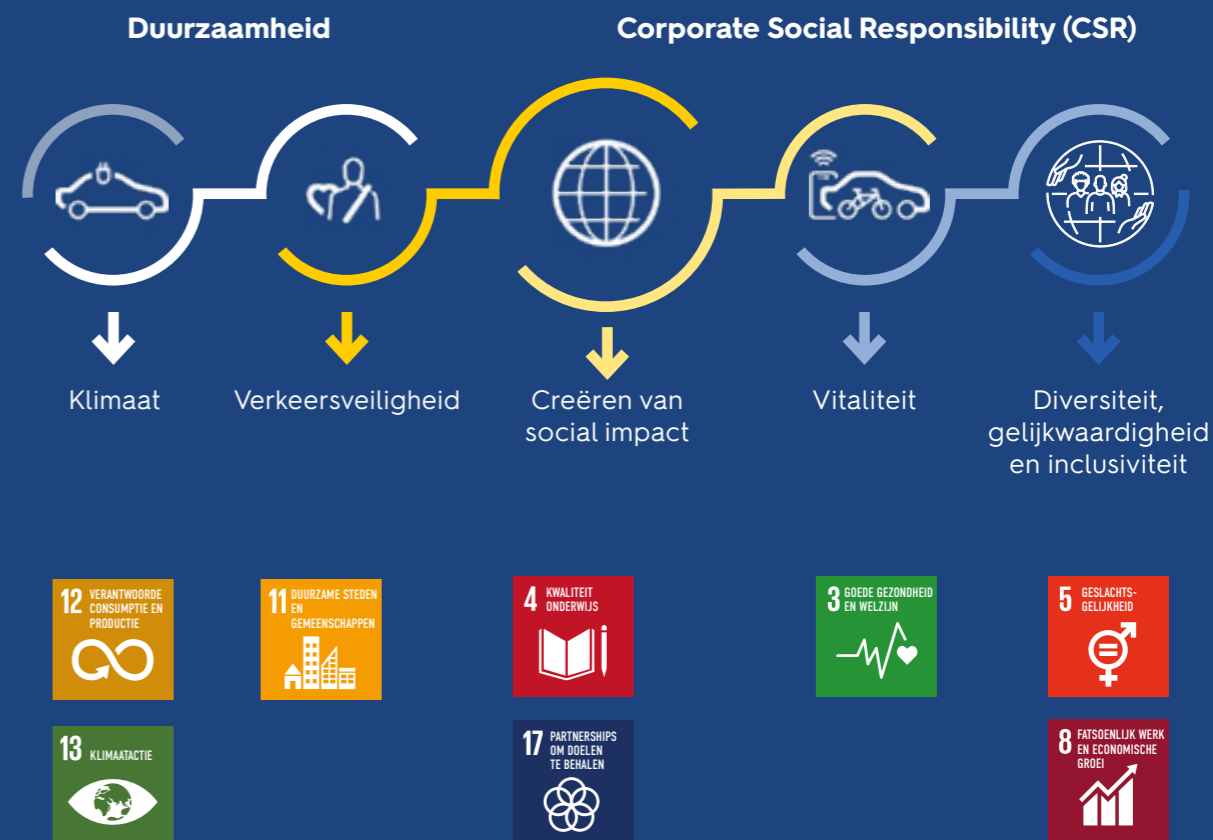 Duurzaamheid
Corporate Social Responsibility (CSR)
Klimaat
Verkeersveiligheid
Creëren van
social impact
Vitaliteit
Diversiteit,
gelijkwaardigheid
en inclusiviteit
12 VERANTWOORDE
CONSUMPTIE EN
PRODUCTIE
11 DUURZAME STEDEN
EN
GEMEENSCHAPPEN
4 KWALITEIT
ONDERWIJS
3 GOEDE GEZONDHEID
EN WELZIJN
5 GESLACHTS-
GELIJKHEID
13 KLIMAATACTIE
17 PARTNERSHIPS
OM DOELEN
TE BEHALEN
8 FATSOENLIJK WERK
EN ECONOMISCHE
GROEI